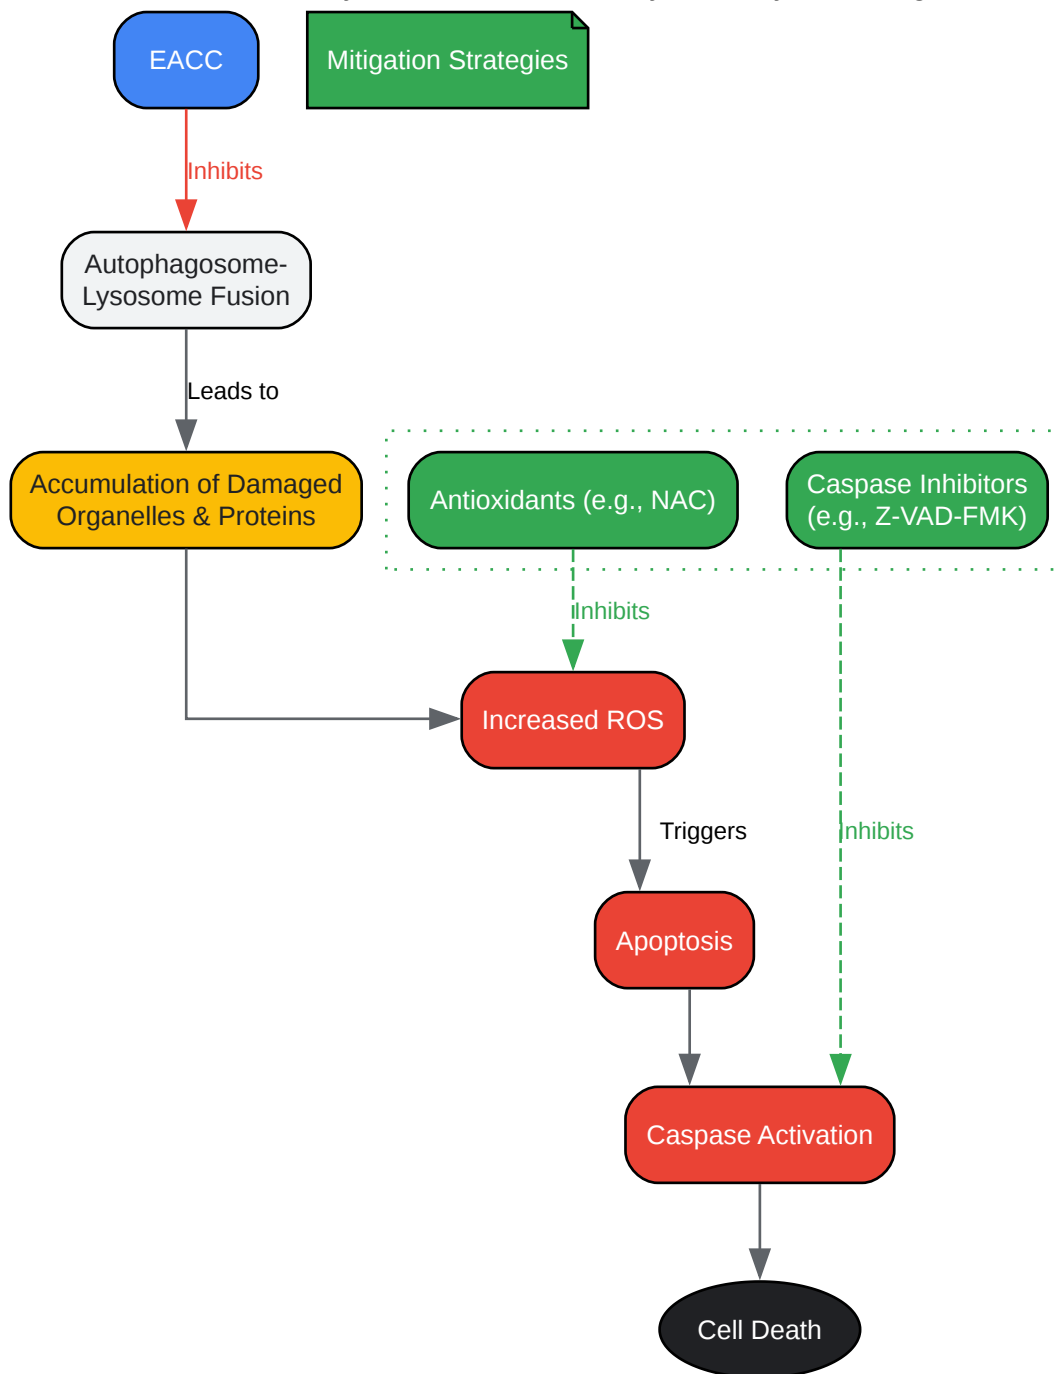 EACC
Mitigation Strategies
Inhibits
Autophagosome-
Lysosome Fusion
Leads to
Accumulation of Damaged
Organelles & Proteins
Antioxidants (e.g., NAC)
Caspase Inhibitors
(e.g., Z-VAD-FMK)
Inhibits
Increased ROS
Triggers
Inhibits
Apoptosis
Caspase Activation
Cell Death